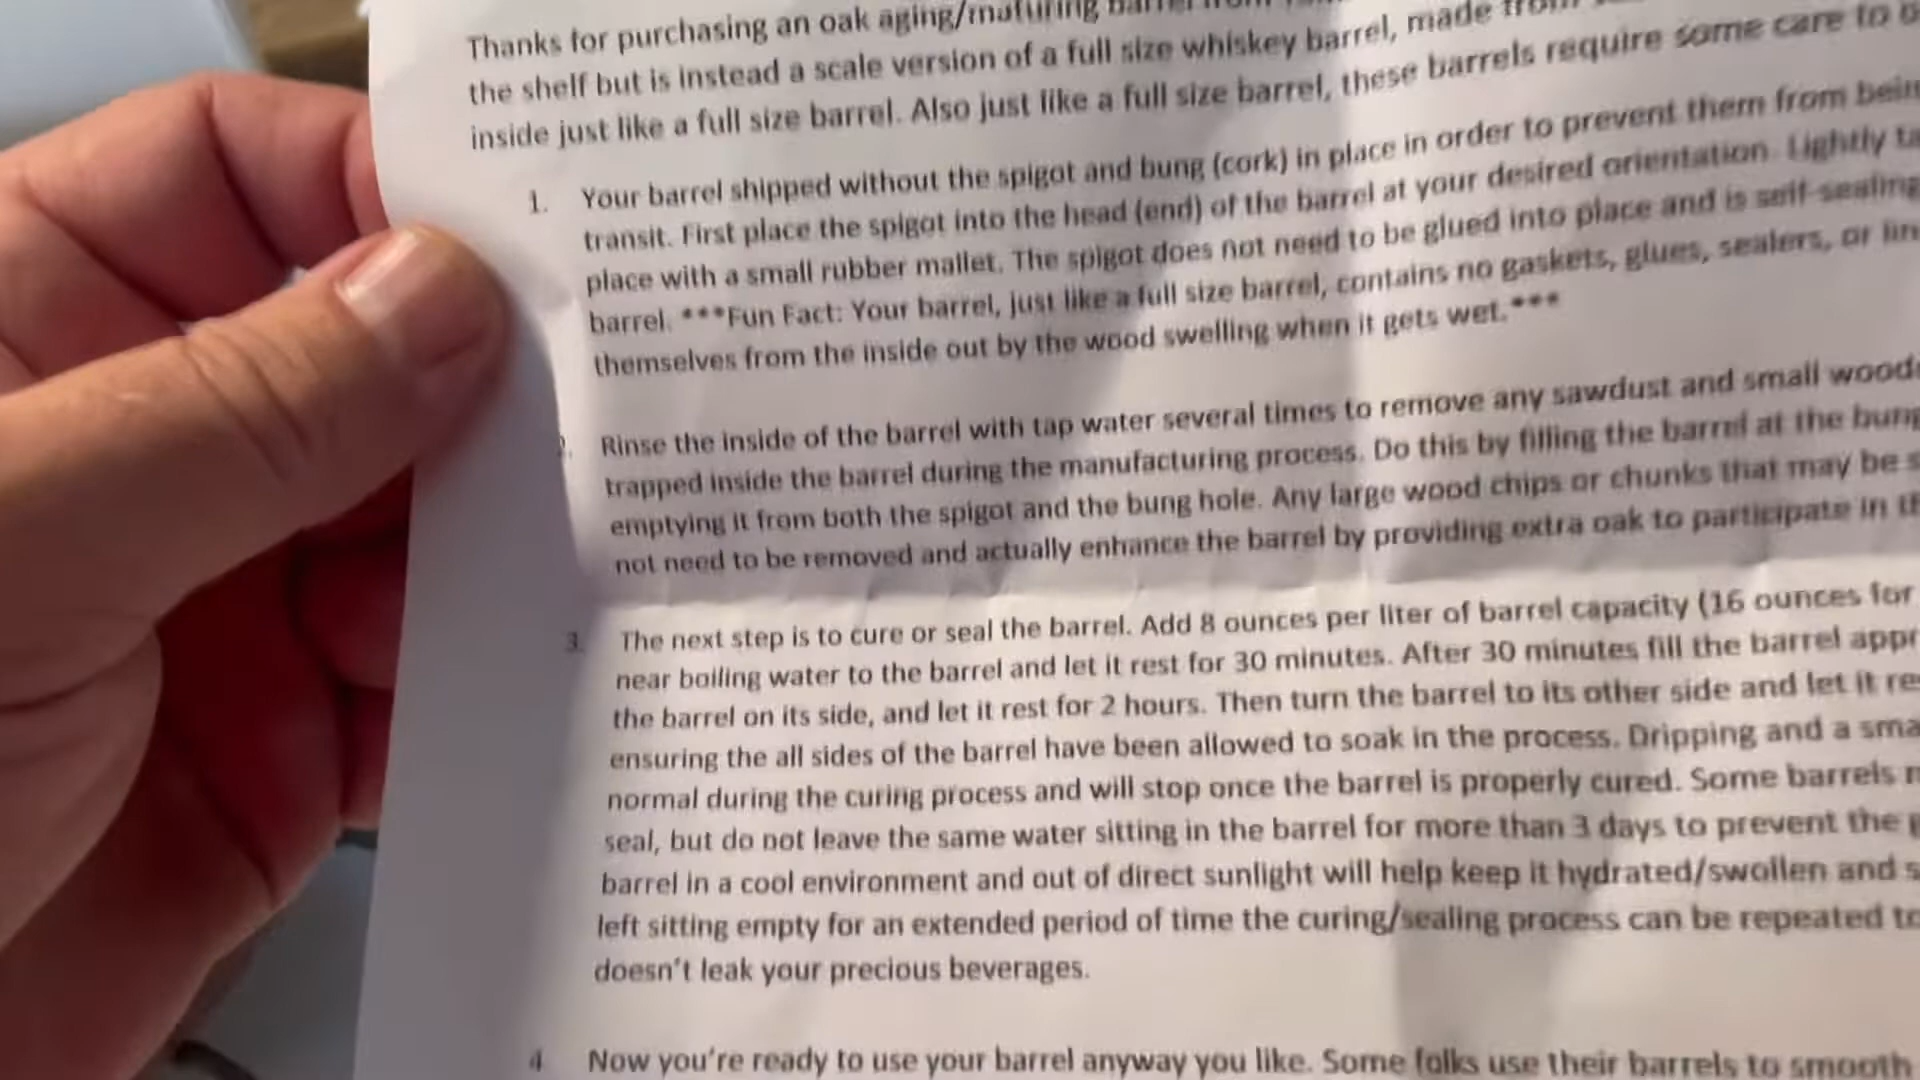 Thanks for purchasing an oak aging/maturing barrel from
the shelf but is instead a scale version of a full size whiskey barrel, made from
inside just like a full size barrel. Also just like a full size barrel, these barrels require some care to
1. Your barrel shipped without the spigot and bung (cork) in place in order to prevent them from
transit. First place the spigot into the head (end) of the barrel at your desired orientation. Lightly
place with a small rubber mallet. The spigot does not need to be glued into place and is self-sealing
barrel. ***Fun Fact: Your barrel, just like a full size barrel, contains no gaskets, glues, sealers, or
themselves from the inside out by the wood swelling when it gets wet.***
Rinse the inside of the barrel with tap water several times to remove any sawdust and small
trapped inside the barrel during the manufacturing process. Do this by filling the barrel at the bung
emptying it from both the spigot and the bung hole. Any large wood chips or chunks that may be
not need to be removed and actually enhance the barrel by providing extra oak to participate in
3. The next step is to cure or seal the barrel. Add 8 ounces per liter of barrel capacity (16 ounces for
near boiling water to the barrel and let it rest for 30 minutes. After 30 minutes fill the barrel
the barrel on its side, and let it rest for 2 hours. Then turn the barrel to its other side and let it
ensuring the all sides of the barrel have been allowed to soak in the process. Dripping and a
normal during the curing process and will stop once the barrel is properly cured. Some barrels
seal, but do not leave the same water sitting in the barrel for more than 3 days to prevent the
barrel in a cool environment and out of direct sunlight will help keep it hydrated/swollen and
left sitting empty for an extended period of time the curing/sealing process can be repeated
doesn't leak your precious beverages.
4 Now you're ready to use your barrel anyway you like. Some folks use their barrels to smooth